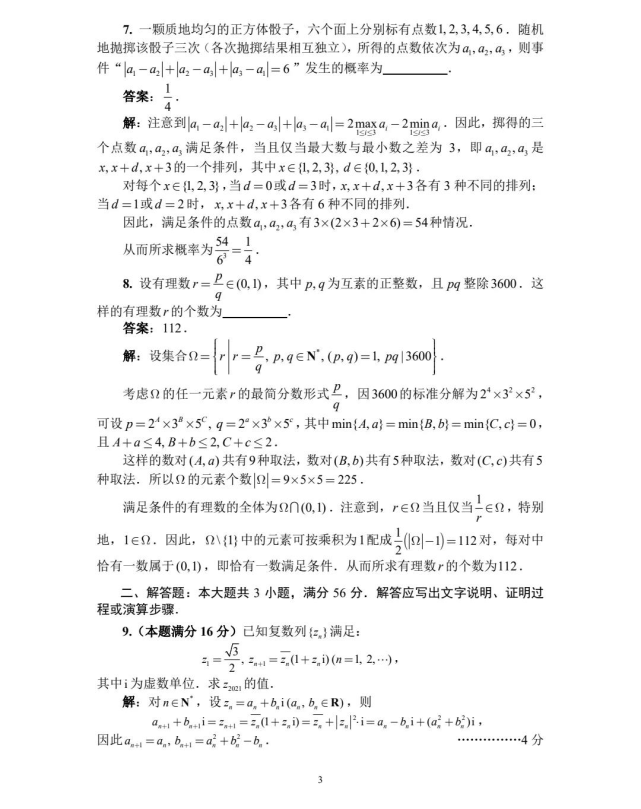 7. 一颗质地均匀的正方体骰子，六个面上分别标有点数1, 2, 3, 4, 5, 6．随机
地抛掷该骰子三次（各次抛掷结果相互独立），所得的点数依次为a₁, a₂, a₃，则事
件“|a₁ − a₂|+|a₂ − a₃|+|a₃ − a₁|= 6”发生的概率为________．
答案：1/4．
解：注意到|a₁ − a₂|+|a₂ − a₃|+|a₃ − a₁|= 2 max_{1≤i≤3} aᵢ − 2 min_{1≤i≤3} aᵢ．因此，掷得的三
个点数a₁, a₂, a₃ 满足条件，当且仅当最大数与最小数之差为 3，即a₁, a₂, a₃ 是
x, x + d, x + 3的一个排列，其中x ∈ {1, 2, 3}, d ∈ {0, 1, 2, 3}．
对每个x ∈ {1, 2, 3}，当d = 0或d = 3时，x, x + d, x + 3各有 3 种不同的排列；
当d = 1或d = 2 时，x, x + d, x + 3各有 6 种不同的排列．
因此，满足条件的点数a₁, a₂, a₃ 有3×(2×3 + 2×6) = 54种情况．
从而所求概率为54/6³ = 1/4．
8. 设有理数r = p/q ∈ (0, 1)，其中 p, q 为互素的正整数，且 pq 整除3600．这
样的有理数r 的个数为________．
答案：112．
解：设集合Ω = {r | r = p/q, p, q ∈ N*, (p, q) = 1, pq | 3600}．
考虑Ω 的任一元素r 的最简分数形式p/q，因3600的标准分解为2⁴ × 3² × 5²，
可设 p = 2ᴬ × 3ᴮ × 5ᶜ, q = 2ᵃ × 3ᵇ × 5ᶜ，其中min{A, a} = min{B, b} = min{C, c} = 0，
且 A + a ≤ 4, B + b ≤ 2, C + c ≤ 2．
这样的数对 (A, a) 共有9种取法，数对(B, b)共有5种取法，数对(C, c)共有5
种取法．所以Ω 的元素个数|Ω| = 9×5×5 = 225．
满足条件的有理数的全体为Ω∩(0, 1)．注意到，r ∈ Ω 当且仅当1/r ∈ Ω，特别
地，1 ∈ Ω．因此，Ω \ {1} 中的元素可按乘积为1配成1/2(|Ω| − 1) = 112对，每对中
恰有一数属于(0, 1)，即恰有一数满足条件．从而所求有理数r 的个数为112．
二、解答题：本大题共 3 小题，满分 56 分．解答应写出文字说明、证明过
程或演算步骤．
9.（本题满分 16 分）已知复数列{zₙ}满足：
z₁ = √3/2, zₙ₊₁ = z̅ₙ(1 + zₙi) (n = 1, 2, ⋯)，
其中i为虚数单位．求z₂₀₂₁的值．
解：对n ∈ N*，设zₙ = aₙ + bₙi (aₙ, bₙ ∈ R)，则
aₙ₊₁ + bₙ₊₁i = zₙ₊₁ = z̅ₙ(1 + zₙi) = z̅ₙ + |zₙ|²·i = aₙ − bₙi + (aₙ² + bₙ²)i，
因此aₙ₊₁ = aₙ, bₙ₊₁ = aₙ² + bₙ² − bₙ． ⋯⋯⋯⋯⋯4 分
3